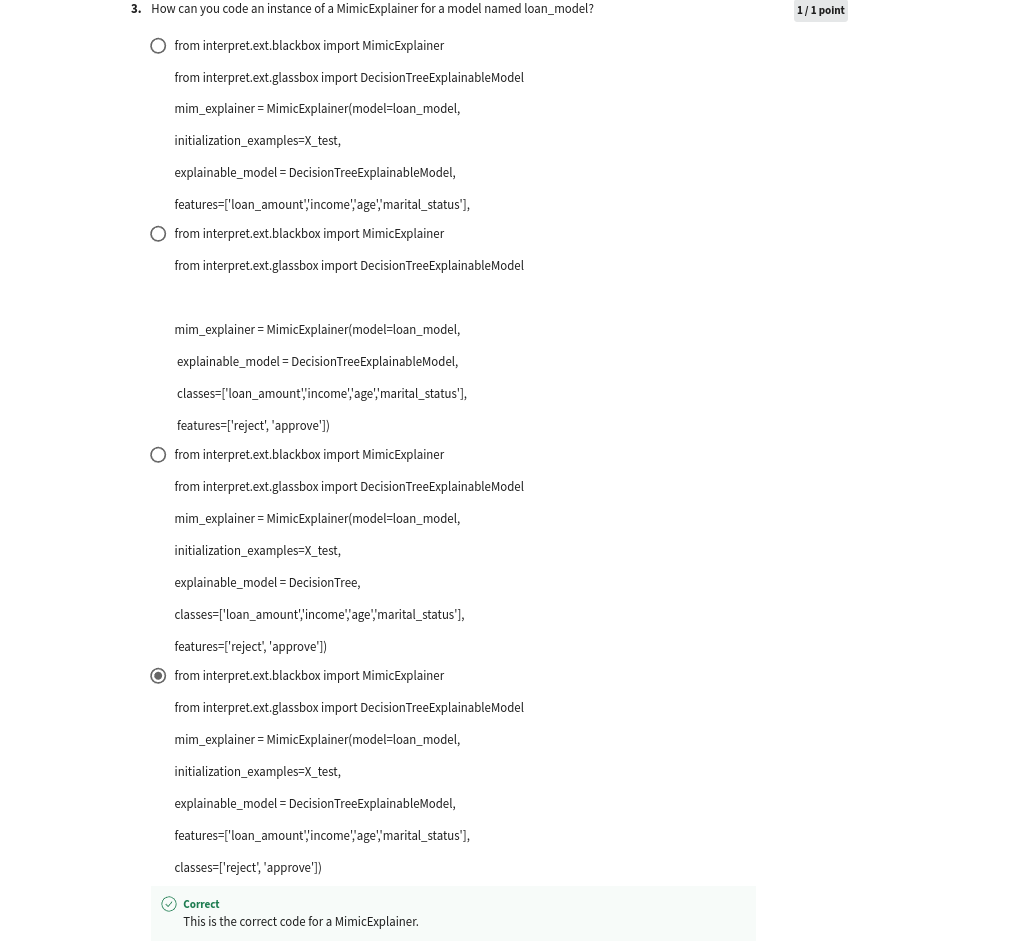 3. How can you code an instance of a MimicExplainer for a model named loan_model?
1 / 1 point
from interpret.ext.blackbox import MimicExplainer
from interpret.ext.glassbox import DecisionTreeExplainableModel
mim_explainer = MimicExplainer(model=loan_model,
initialization_examples=X_test,
explainable_model = DecisionTreeExplainableModel,
features=['loan_amount','income','age','marital_status'],
from interpret.ext.blackbox import MimicExplainer
from interpret.ext.glassbox import DecisionTreeExplainableModel
mim_explainer = MimicExplainer(model=loan_model,
explainable_model = DecisionTreeExplainableModel,
classes=['loan_amount','income','age','marital_status'],
features=['reject', 'approve'])
from interpret.ext.blackbox import MimicExplainer
from interpret.ext.glassbox import DecisionTreeExplainableModel
mim_explainer = MimicExplainer(model=loan_model,
initialization_examples=X_test,
explainable_model = DecisionTree,
classes=['loan_amount','income','age','marital_status'],
features=['reject', 'approve'])
from interpret.ext.blackbox import MimicExplainer
from interpret.ext.glassbox import DecisionTreeExplainableModel
mim_explainer = MimicExplainer(model=loan_model,
initialization_examples=X_test,
explainable_model = DecisionTreeExplainableModel,
features=['loan_amount','income','age','marital_status'],
classes=['reject', 'approve'])
Correct
This is the correct code for a MimicExplainer.